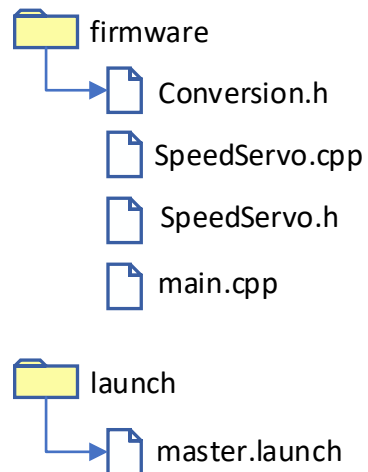 firmware
Conversion.h
SpeedServo.cpp
SpeedServo.h
main.cpp
launch
master.launch